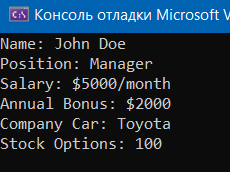 Консоль отладки Microsoft V
Name: John Doe
Position: Manager
Salary: $5000/month
Annual Bonus: $2000
Company Car: Toyota
Stock Options: 100